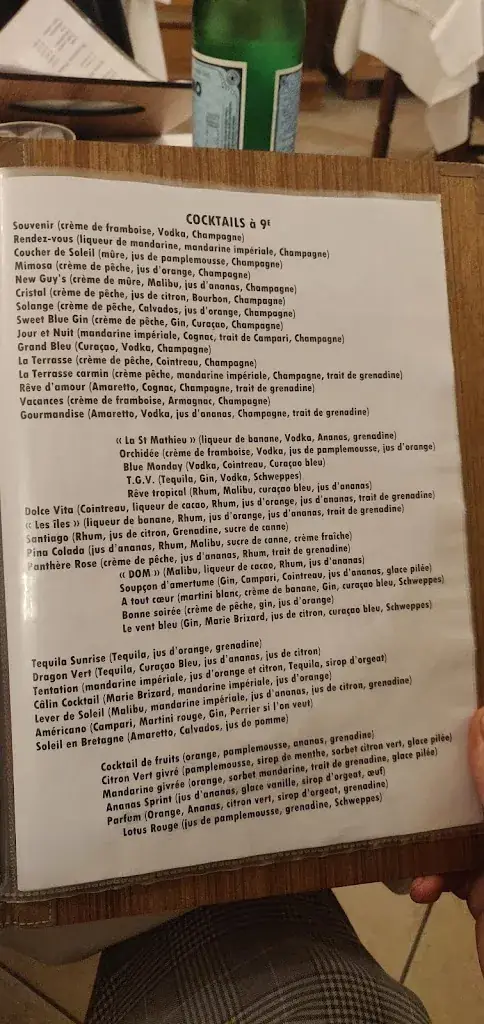 COCKTAILS à 9€
Souvenir (crème de framboise, Vodka, Champagne)
Rendez-vous (liqueur de mandarine, mandarine impériale, Champagne)
Coucher de Soleil (mûre, jus de pamplemousse, Champagne)
Mimosa (crème de pêche, jus d'orange, Champagne)
New Guy's (crème de mûre, Malibu, jus d'ananas, Champagne)
Cristal (crème de pêche, jus de citron, Bourbon, Champagne)
Solange (crème de pêche, Calvados, jus d'orange, Champagne)
Sweet Blue Gin (crème de pêche, Gin, Curaçao, Champagne)
Jour et Nuit (mandarine impériale, Cognac, trait de Campari, Champagne)
Grand Bleu (Curaçao, Vodka, Champagne)
La Terrasse (crème de pêche, Cointreau, Champagne)
La Terrasse carmin (crème pêche, mandarine impériale, Champagne, trait de grenadine)
Rêve d'amour (Amaretto, Cognac, Champagne, trait de grenadine)
Vacances (crème de framboise, Armagnac, Champagne)
Gourmandise (Amaretto, Vodka, jus d'ananas, Champagne, trait de grenadine)
« La St Mathieu » (liqueur de banane, Vodka, Ananas, grenadine)
Orchidée (crème de framboise, Vodka, jus de pamplemousse, jus d'orange)
Blue Monday (Vodka, Cointreau, Curaçao bleu)
T.G.V. (Tequila, Gin, Vodka, Schweppes)
Rêve tropical (Rhum, Malibu, curaçao bleu, jus d'ananas)
Dolce Vita (Cointreau, liqueur de cacao, Rhum, jus d'orange, jus d'ananas, trait de grenadine)
« Les îles » (liqueur de banane, Rhum, jus d'orange, jus d'ananas, trait de grenadine)
Santiago (Rhum, jus de citron, Grenadine, sucre de canne)
Pina Colada (jus d'ananas, Rhum, Malibu, sucre de canne, crème fraîche)
Panthère Rose (crème de pêche, jus d'ananas, Rhum, trait de grenadine)
« DOM » (Malibu, liqueur de cacao, Rhum, jus d'ananas)
Soupçon d'amertume (Gin, Campari, Cointreau, jus d'ananas, glace pilée)
A tout cœur (martini blanc, crème de banane, Gin, curaçao bleu, Schweppes)
Bonne soirée (crème de pêche, gin, jus d'orange)
Le vent bleu (Gin, Marie Brizard, jus de citron, curaçao bleu, Schweppes)
Tequila Sunrise (Tequila, jus d'orange, grenadine)
Dragon Vert (Tequila, Curaçao Bleu, jus d'ananas, jus de citron)
Tentation (mandarine impériale, jus d'orange et citron, Tequila, sirop d'orgeat)
Câlin Cocktail (Marie Brizard, mandarine impériale, jus d'orange)
Lever de Soleil (Malibu, mandarine impériale, jus d'ananas, jus de citron, grenadine)
Américano (Campari, Martini rouge, Gin, Perrier si l'on veut)
Soleil en Bretagne (Amaretto, Calvados, jus de pomme)
Cocktail de fruits (orange, pamplemousse, ananas, grenadine)
Citron Vert givré (pamplemousse, sirop de menthe, sorbet citron vert, glace pilée)
Mandarine givrée (orange, sorbet mandarine, trait de grenadine, glace pilée)
Ananas Sprint (jus d'ananas, glace vanille, sirop d'orgeat, œuf)
Parfum (Orange, Ananas, citron vert, sirop d'orgeat, grenadine)
Lotus Rouge (jus de pamplemousse, grenadine, Schweppes)